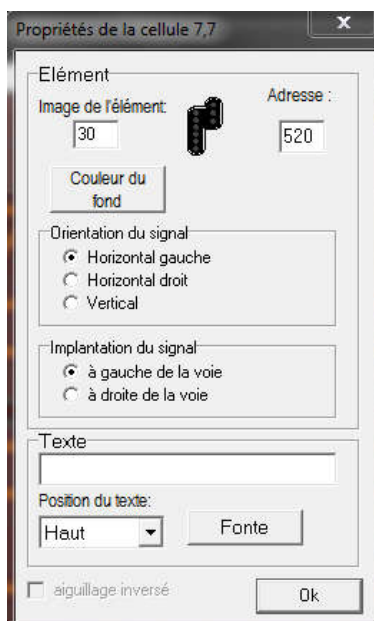 Propriétés de la cellule 7,7
x
Elément
Image de l'élément:
Adresse :
30
520
Couleur du
fond
Orientation du signal
Horizontal gauche
Horizontal droit
Vertical
Implantation du signal
à gauche de la voie
à droite de la voie
Texte
Position du texte:
Haut
Fonte
aiguillage inversé
Ok